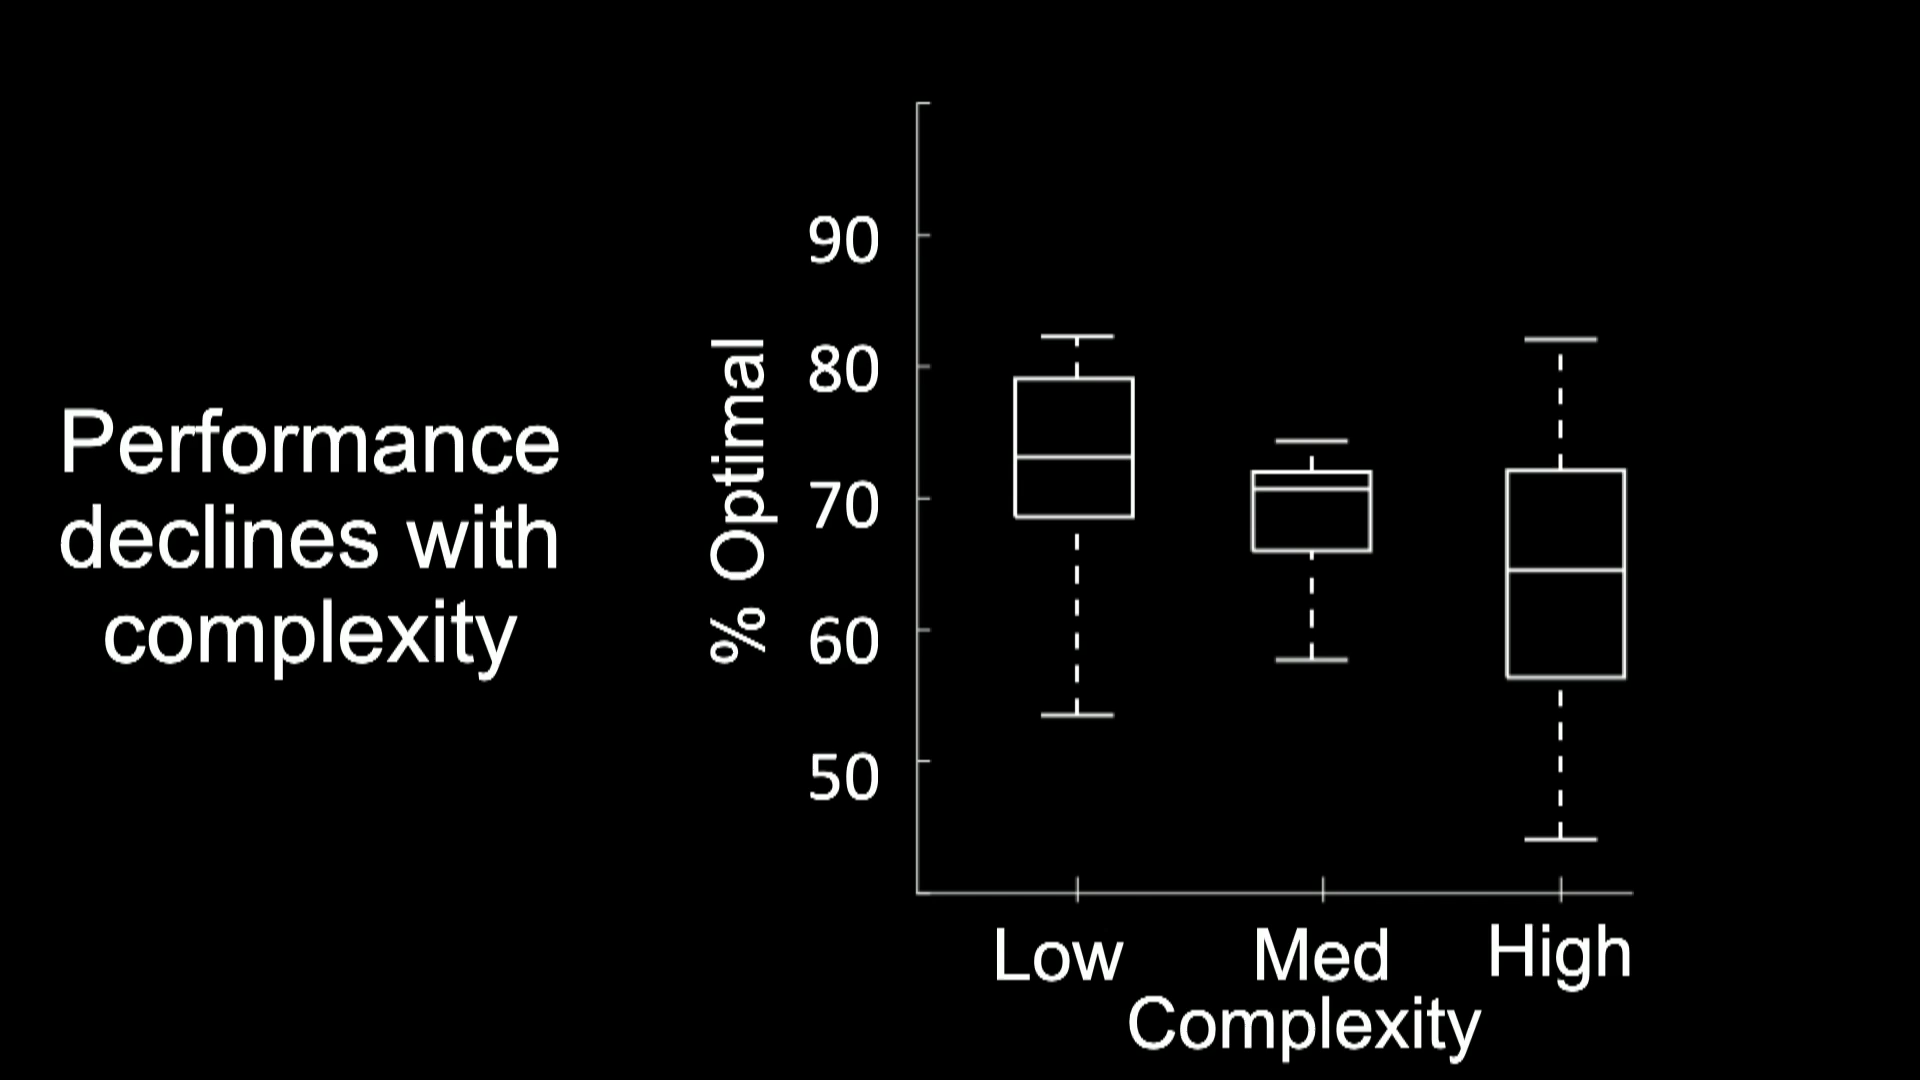 Performance
declines with
complexity
% Optimal
90
80
70
60
50
Low
Med
High
Complexity